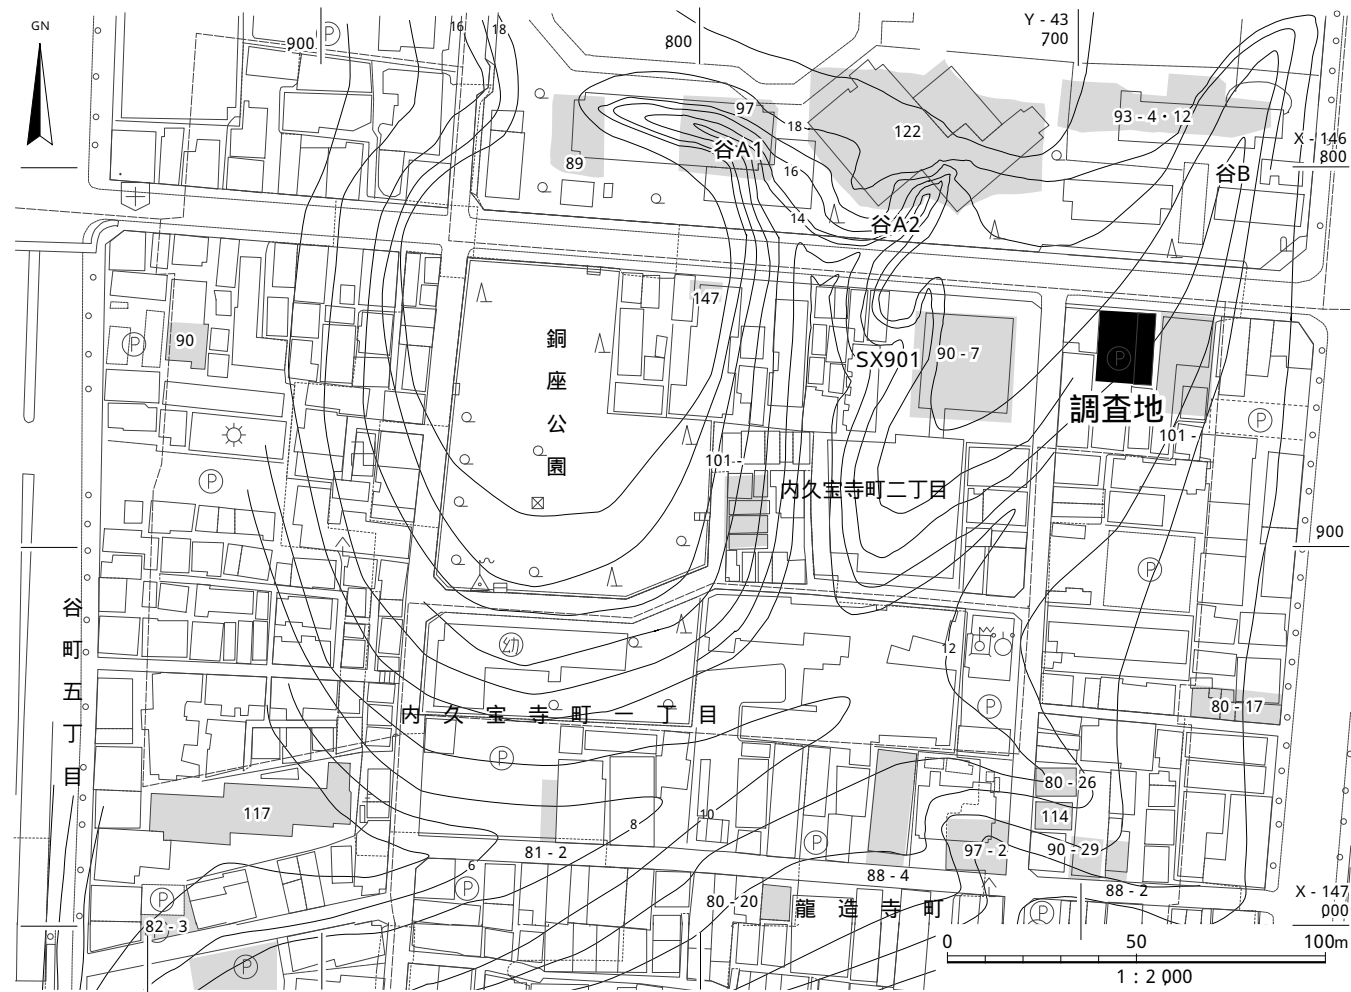 GN
16
18
Y - 43
900
800
700
97
18
122
93 - 4・12
X - 146
800
谷A1
89
16
谷B
14
谷A2
147
90
銅座公園
SX901
90 - 7
調査地
101 -
101 -
内久宝寺町二丁目
900
谷町五丁目
幼
12
80 - 17
内久宝寺町一丁目
80 - 26
117
10
114
8
81 - 2
97 - 2
90 - 29
6
88 - 4
88 - 2
X - 147
000
80 - 20
龍造寺町
82 - 3
0
50
100m
1 : 2,000
P
P
P
P
P
P
P
P
P
P
P
P
P